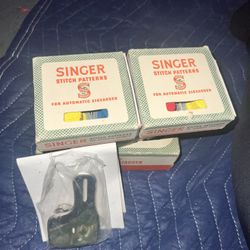 SINGER
STITCH PATTERNS
S
FOR AUTOMATIC ZIGZAGGER
SINGER
STITCH PATTERNS
S
FOR AUTOMATIC ZIGZAGGER